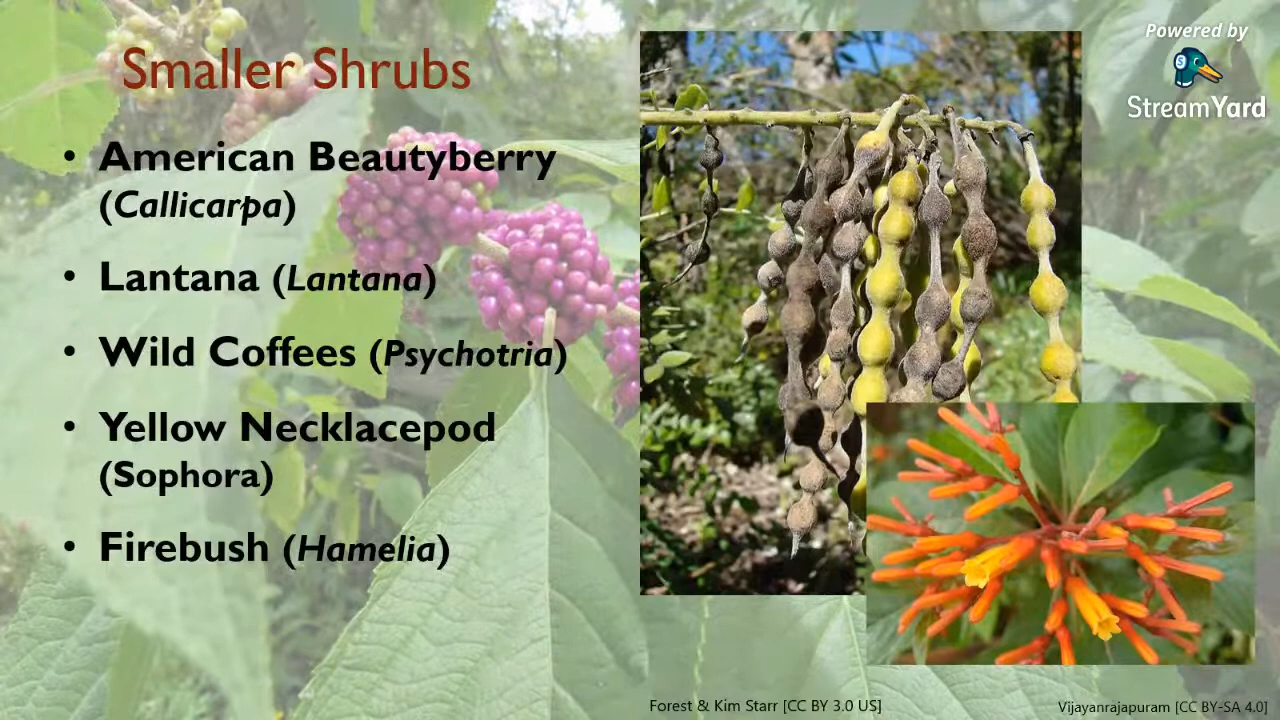 Smaller Shrubs
• American Beautyberry
(Callicarpa)
• Lantana (Lantana)
• Wild Coffees (Psychotria)
• Yellow Necklacepod
(Sophora)
• Firebush (Hamelia)
Powered by
StreamYard
Forest & Kim Starr [CC BY 3.0 US]
Vijayanrajapuram [CC BY-SA 4.0]